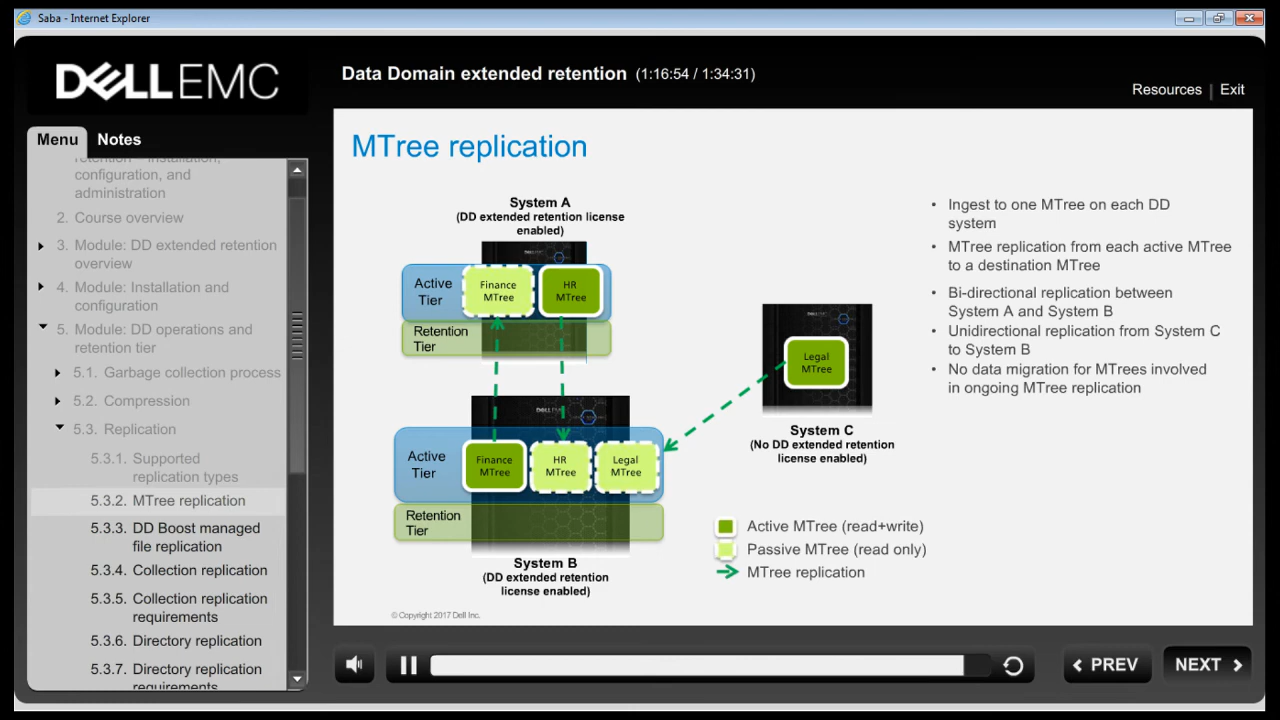 Saba - Internet Explorer
DELLEMC
Data Domain extended retention (1:16:54 / 1:34:31)
Resources | Exit
Menu
Notes
retention – installation,
configuration, and
administration
2. Course overview
3. Module: DD extended retention
overview
4. Module: Installation and
configuration
5. Module: DD operations and
retention tier
5.1. Garbage collection process
5.2. Compression
5.3. Replication
5.3.1. Supported
replication types
5.3.2. MTree replication
5.3.3. DD Boost managed
file replication
5.3.4. Collection replication
5.3.5. Collection replication
requirements
5.3.6. Directory replication
5.3.7. Directory replication
requirements
MTree replication
System A
(DD extended retention license
enabled)
Active
Tier
Finance
MTree
HR
MTree
Retention
Tier
DELLEMC
Active
Tier
Finance
MTree
HR
MTree
Legal
MTree
Retention
Tier
System B
(DD extended retention
license enabled)
Legal
MTree
System C
(No DD extended retention
license enabled)
• Ingest to one MTree on each DD
system
• MTree replication from each active MTree
to a destination MTree
• Bi-directional replication between
System A and System B
• Unidirectional replication from System C
to System B
• No data migration for MTrees involved
in ongoing MTree replication
Active MTree (read+write)
Passive MTree (read only)
MTree replication
© Copyright 2017 Dell Inc.
PREV
NEXT